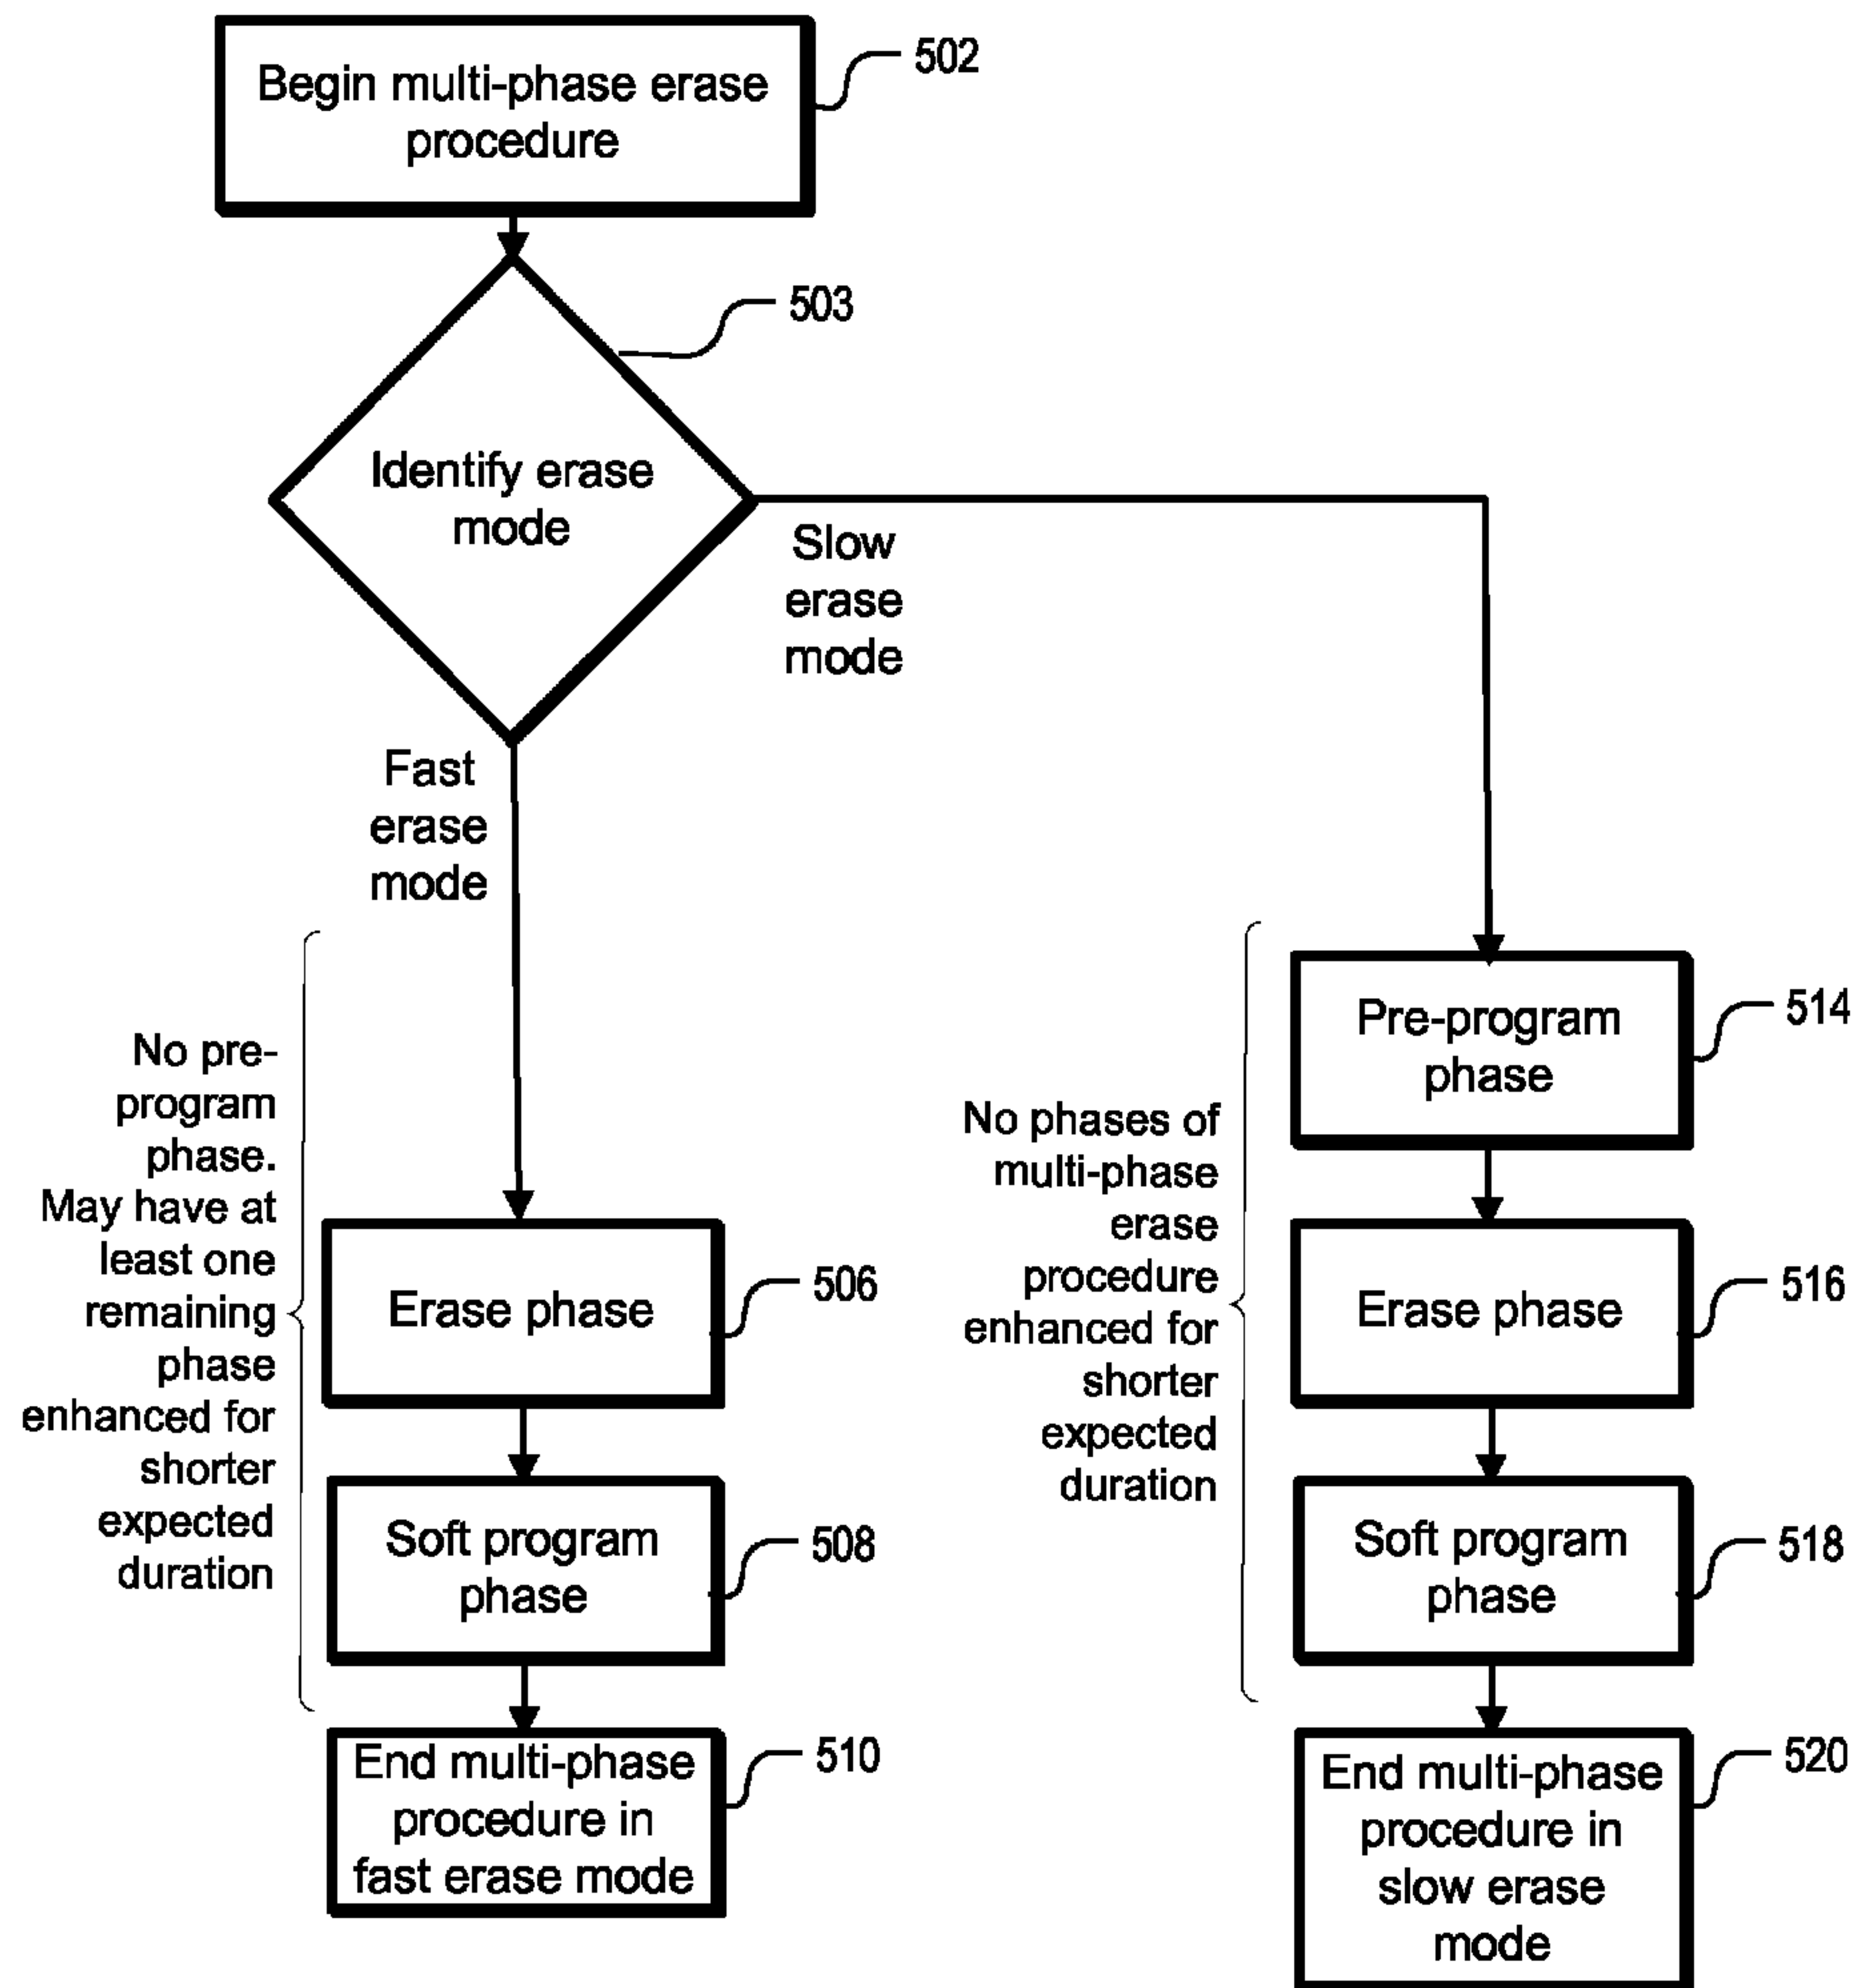 Begin multi-phase erase
procedure
502
503
Identify erase
mode
Slow
erase
mode
Fast
erase
mode
No pre-
program
phase.
May have at
least one
remaining
phase
enhanced for
shorter
expected
duration
Erase phase
506
Soft program
phase
508
End multi-phase
procedure in
fast erase mode
510
No phases of
multi-phase
erase
procedure
enhanced for
shorter
expected
duration
Pre-program
phase
514
Erase phase
516
Soft program
phase
518
End multi-phase
procedure in
slow erase
mode
520